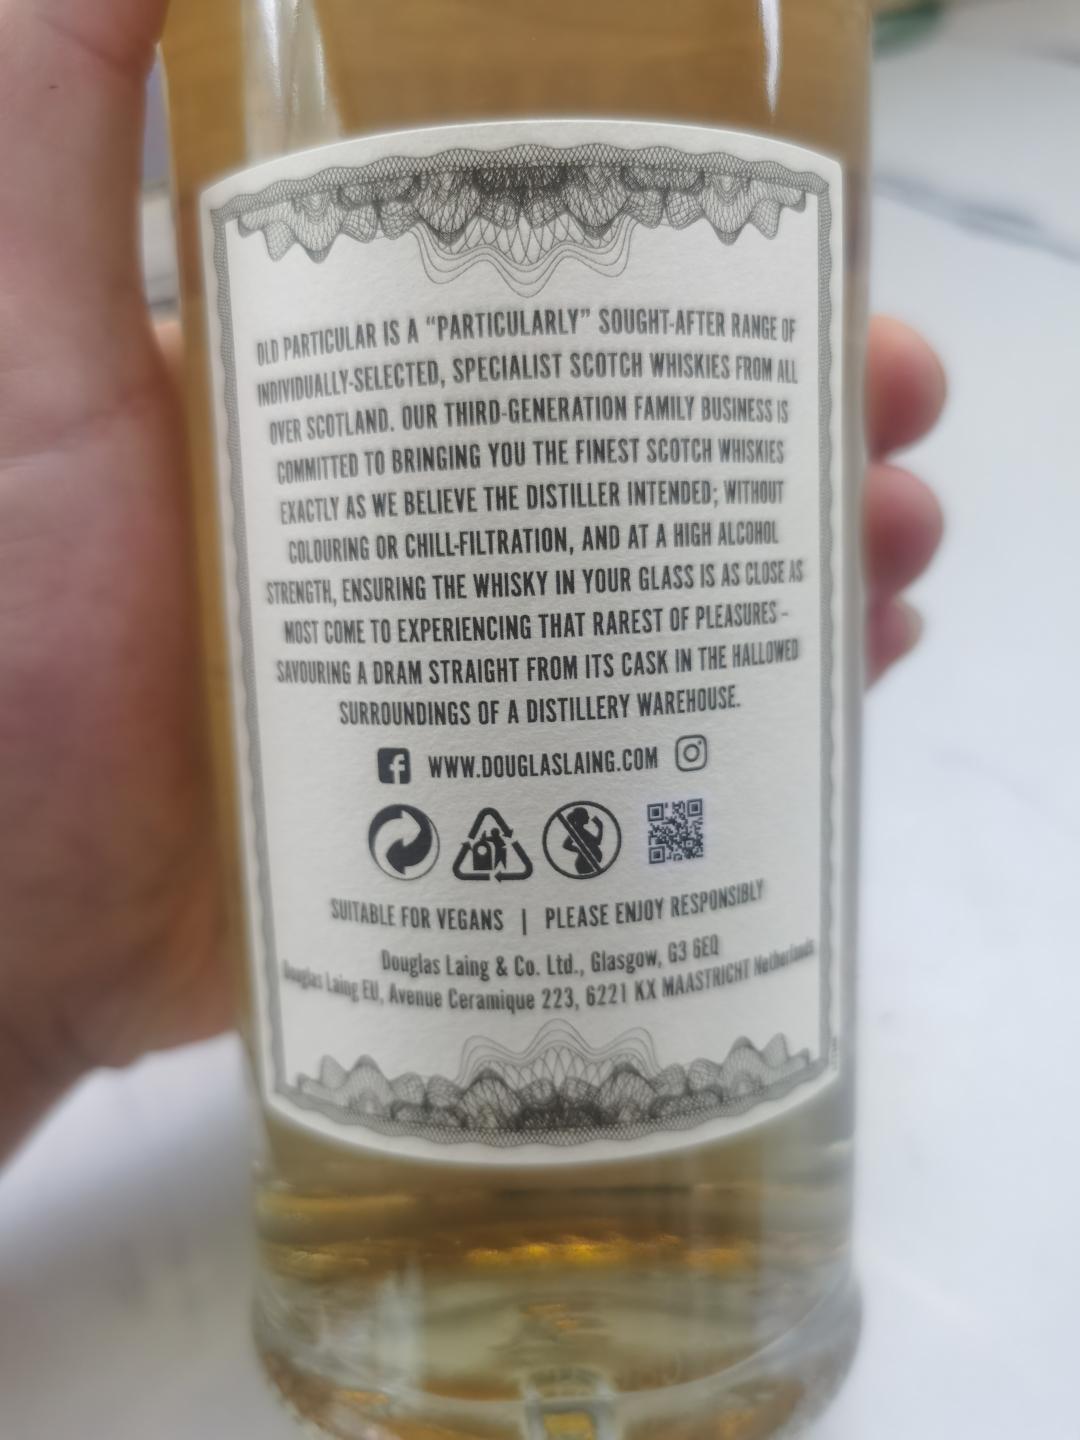 OLD PARTICULAR IS A “PARTICULARLY” SOUGHT-AFTER RANGE OF
INDIVIDUALLY-SELECTED, SPECIALIST SCOTCH WHISKIES FROM ALL
OVER SCOTLAND. OUR THIRD-GENERATION FAMILY BUSINESS IS
COMMITTED TO BRINGING YOU THE FINEST SCOTCH WHISKIES
EXACTLY AS WE BELIEVE THE DISTILLER INTENDED; WITHOUT
COLOURING OR CHILL-FILTRATION, AND AT A HIGH ALCOHOL
STRENGTH, ENSURING THE WHISKY IN YOUR GLASS IS AS CLOSE AS
MOST COME TO EXPERIENCING THAT RAREST OF PLEASURES -
SAVOURING A DRAM STRAIGHT FROM ITS CASK IN THE HALLOWED
SURROUNDINGS OF A DISTILLERY WAREHOUSE.
WWW.DOUGLASLAING.COM
SUITABLE FOR VEGANS | PLEASE ENJOY RESPONSIBLY
Douglas Laing & Co. Ltd., Glasgow, G3 6EQ
Douglas Laing EU, Avenue Ceramique 223, 6221 KX MAASTRICHT Netherlands